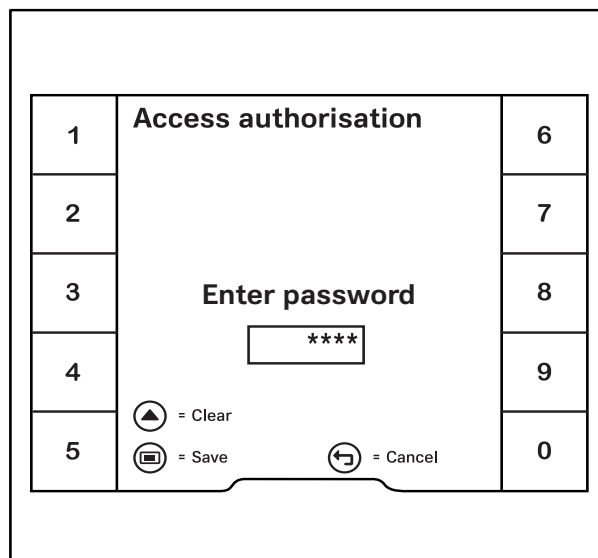 Access authorisation
1
6
2
7
3
8
Enter password
****
4
9
= Clear
5
= Save
= Cancel
0